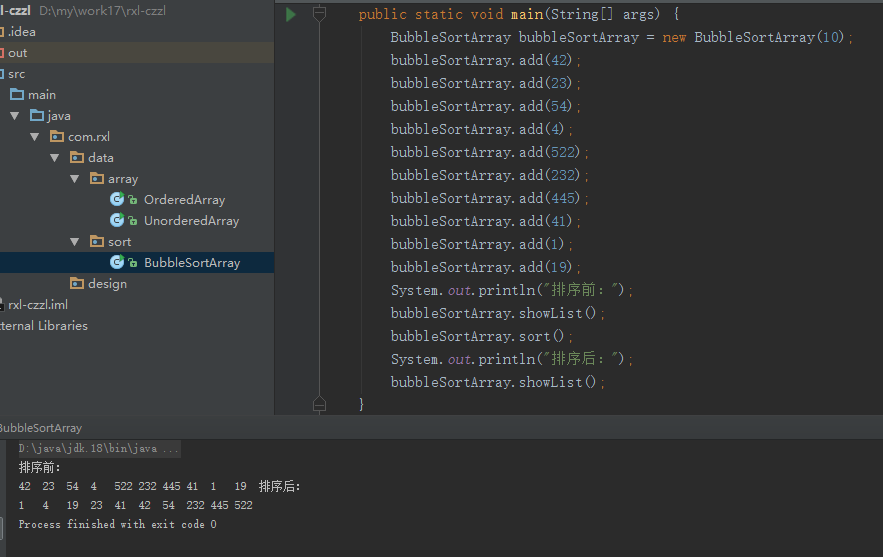 l-czzl D:\my\work17\rxl-czzl
.idea
out
src
main
java
com.rxl
data
array
OrderedArray
UnorderedArray
sort
BubbleSortArray
design
rxl-czzl.iml
ternal Libraries
public static void main(String[] args) {
BubbleSortArray bubbleSortArray = new BubbleSortArray(10);
bubbleSortArray.add(42);
bubbleSortArray.add(23);
bubbleSortArray.add(54);
bubbleSortArray.add(4);
bubbleSortArray.add(522);
bubbleSortArray.add(232);
bubbleSortArray.add(445);
bubbleSortArray.add(41);
bubbleSortArray.add(1);
bubbleSortArray.add(19);
System.out.println("排序前：");
bubbleSortArray.showList();
bubbleSortArray.sort();
System.out.println("排序后：");
bubbleSortArray.showList();
}
BubbleSortArray
D:\java\jdk.18\bin\java ...
排序前：
42 23 54 4 522 232 445 41 1 19 排序后：
1 4 19 23 41 42 54 232 445 522
Process finished with exit code 0